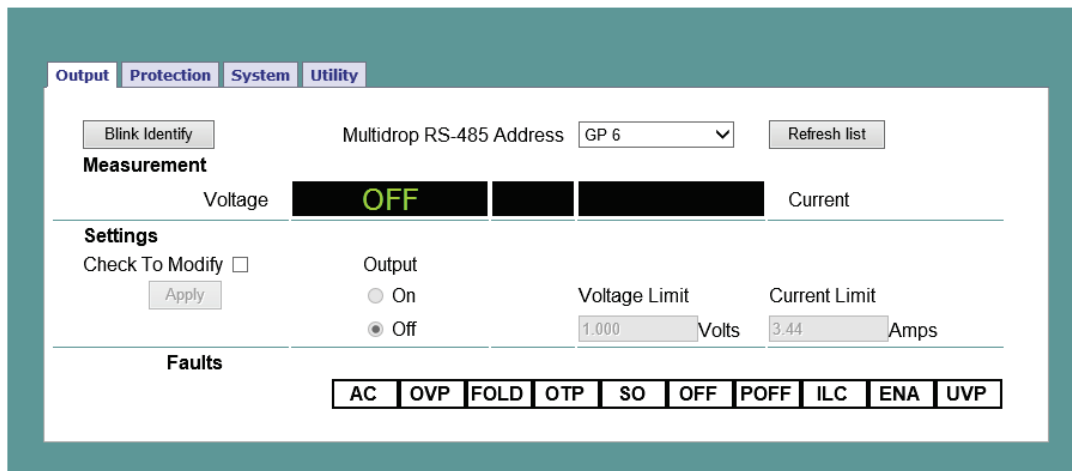 Output Protection System Utility
Blink Identify Multidrop RS-485 Address GP 6 Refresh list
Measurement
Voltage OFF Current
Settings
Check To Modify Output
Apply On Voltage Limit Current Limit
Off 1.000 Volts 3.44 Amps
Faults
AC OVP FOLD OTP SO OFF POFF ILC ENA UVP